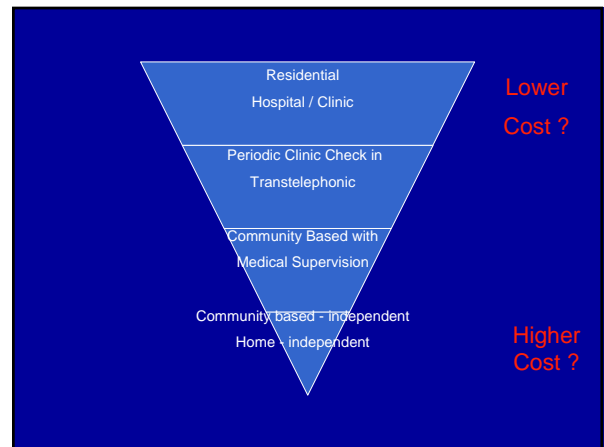 Residential
Hospital / Clinic
Lower
Cost ?
Periodic Clinic Check in
Transtelephonic
Community Based with
Medical Supervision
Community based - Independent
Home - independent
Higher
Cost ?